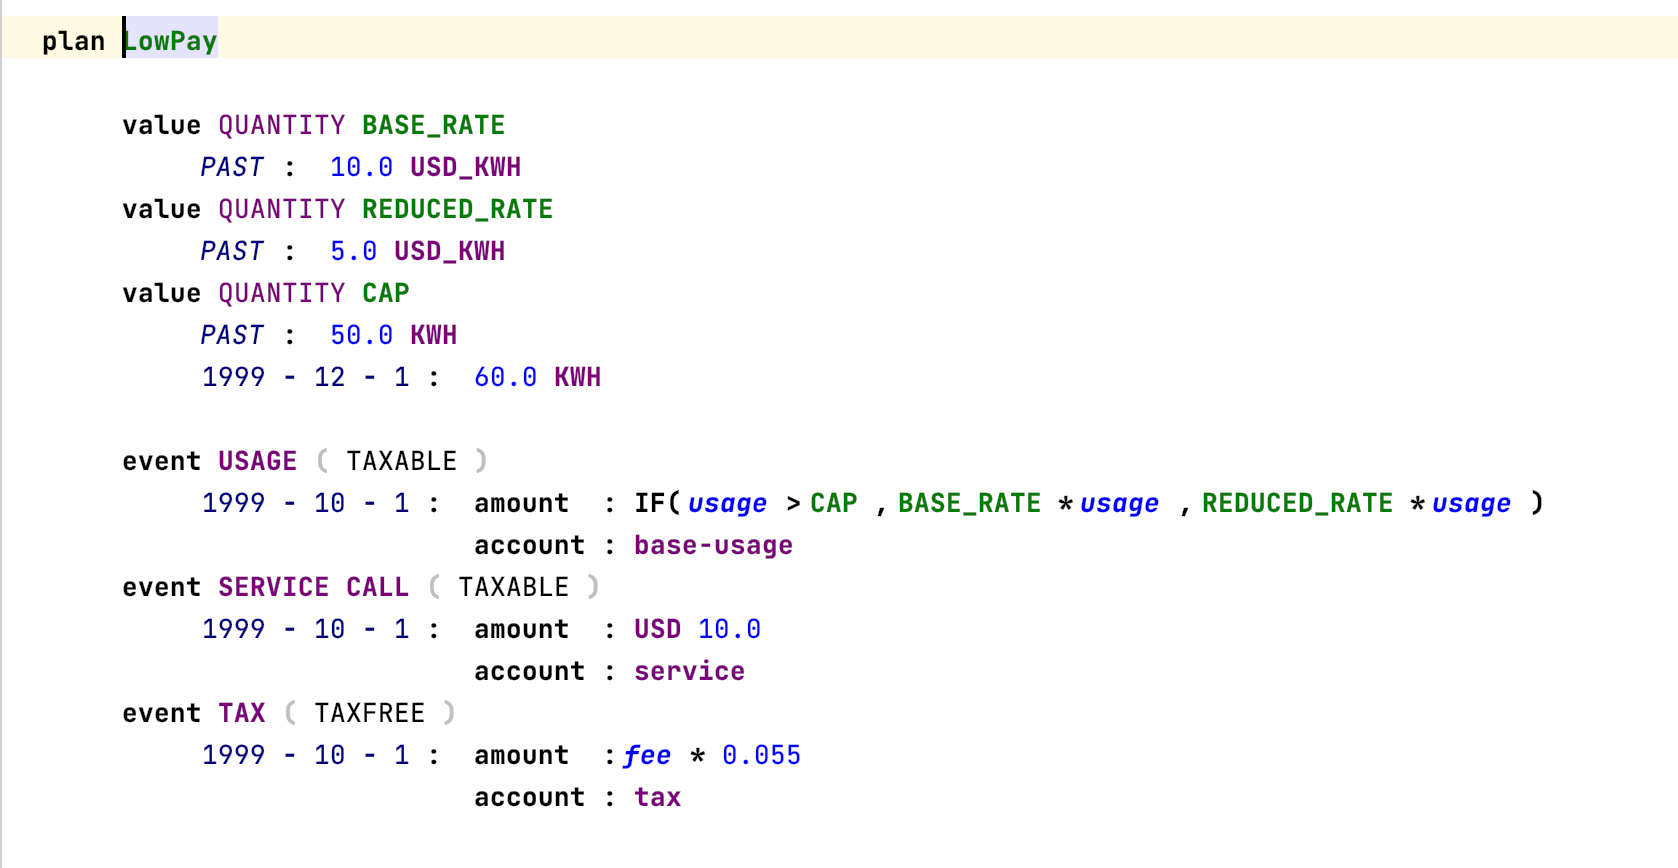 plan LowPay
value QUANTITY BASE_RATE
PAST : 10.0 USD_KWH
value QUANTITY REDUCED_RATE
PAST : 5.0 USD_KWH
value QUANTITY CAP
PAST : 50.0 KWH
1999 - 12 - 1 : 60.0 KWH
event USAGE ( TAXABLE )
1999 - 10 - 1 : amount : IF( usage > CAP , BASE_RATE * usage , REDUCED_RATE * usage )
account : base-usage
event SERVICE CALL ( TAXABLE )
1999 - 10 - 1 : amount : USD 10.0
account : service
event TAX ( TAXFREE )
1999 - 10 - 1 : amount : fee * 0.055
account : tax